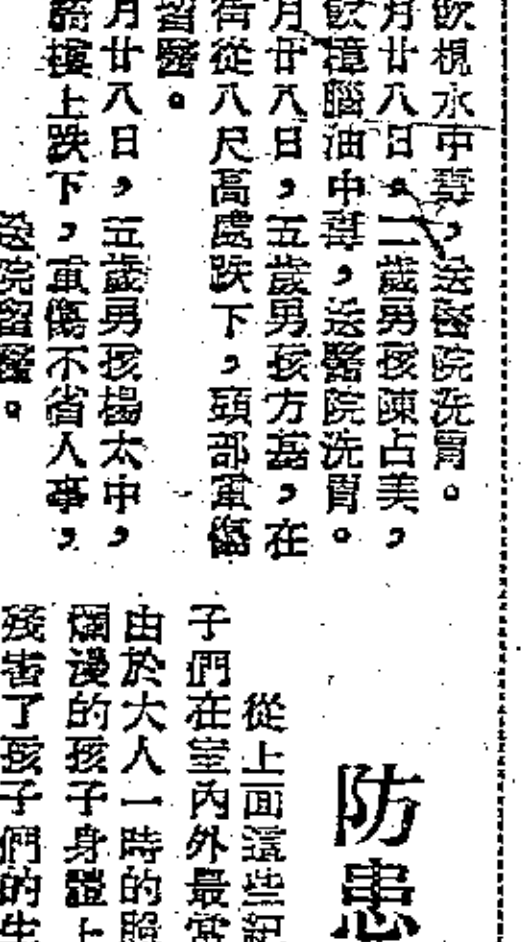 飲梘水中毒，送醫院洗胃。
月廿八日，二歲男孩陳占美，
飲樟腦油中毒，送醫院洗胃。
月廿八日，五歲男孩方荔，在
街從八尺高處跌下，頭部重傷
留醫。
月廿八日，五歲男孩楊太中，
騎樓上跌下，重傷不省人事，
送院留醫。
防患
從上面這些紀
子們在室內外最常
由於大人一時的照
爛漫的孩子身體上
殘害了孩子們的生